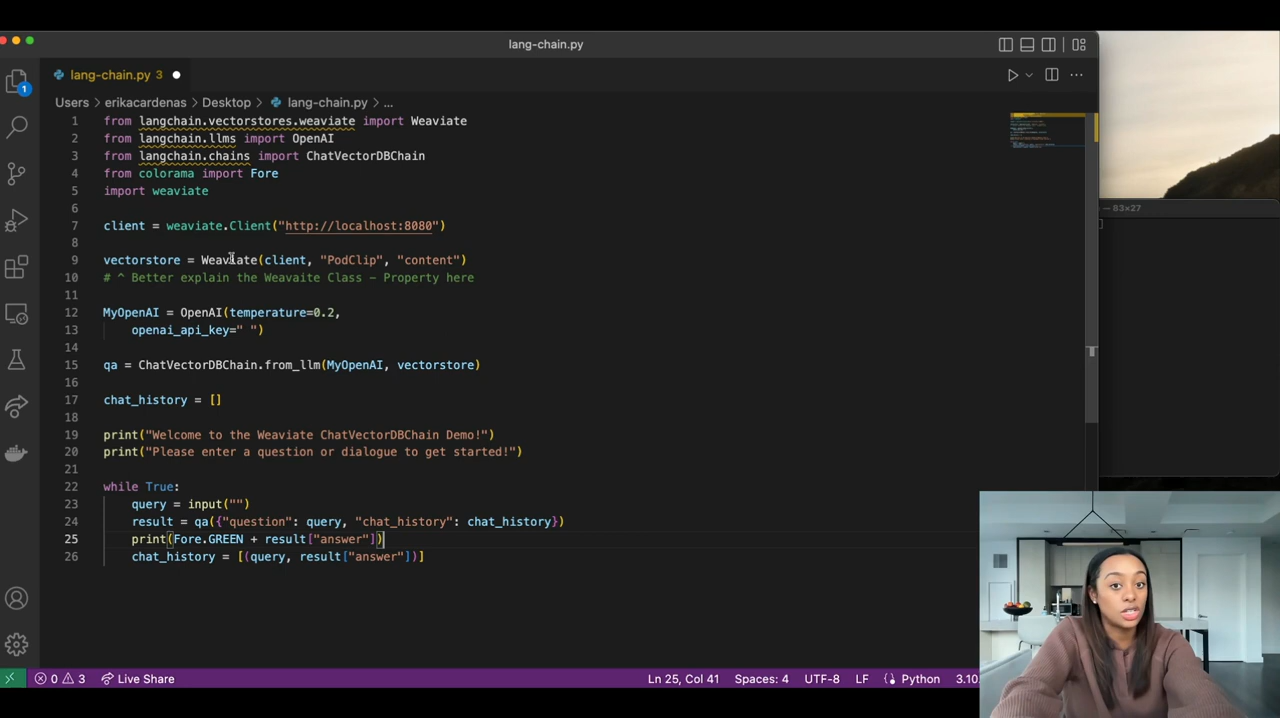 lang-chain.py
lang-chain.py 3
1
Users > erikacardenas > Desktop > lang-chain.py > ...
1 from langchain.vectorstores.weaviate import Weaviate
2 from langchain.llms import OpenAI
3 from langchain.chains import ChatVectorDBChain
4 from colorama import Fore
5 import weaviate
6
7 client = weaviate.Client("http://localhost:8080")
8
9 vectorstore = Weaviate(client, "PodClip", "content")
10 # ^ Better explain the Weavaite Class – Property here
11
12 MyOpenAI = OpenAI(temperature=0.2,
13 openai_api_key=" ")
14
15 qa = ChatVectorDBChain.from_llm(MyOpenAI, vectorstore)
16
17 chat_history = []
18
19 print("Welcome to the Weaviate ChatVectorDBChain Demo!")
20 print("Please enter a question or dialogue to get started!")
21
22 while True:
23 query = input("")
24 result = qa({"question": query, "chat_history": chat_history})
25 print(Fore.GREEN + result["answer"])
26 chat_history = [(query, result["answer"])]
— 83×27
0 3 Live Share Ln 25, Col 41 Spaces: 4 UTF-8 LF Python 3.10